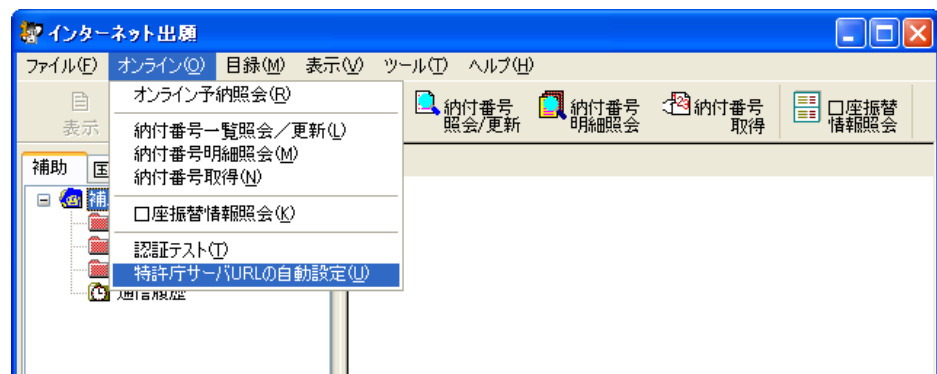 インターネット出願
ファイル(F) オンライン(O) 目録(M) 表示(V) ツール(T) ヘルプ(H)
表示
納付番号
照会/更新
納付番号
明細照会
納付番号
取得
口座振替
情報照会
オンライン予納照会(R)
納付番号一覧照会/更新(L)
納付番号明細照会(M)
納付番号取得(N)
口座振替情報照会(K)
認証テスト(T)
特許庁サーバURLの自動設定(U)
補助
国
補
通信履歴